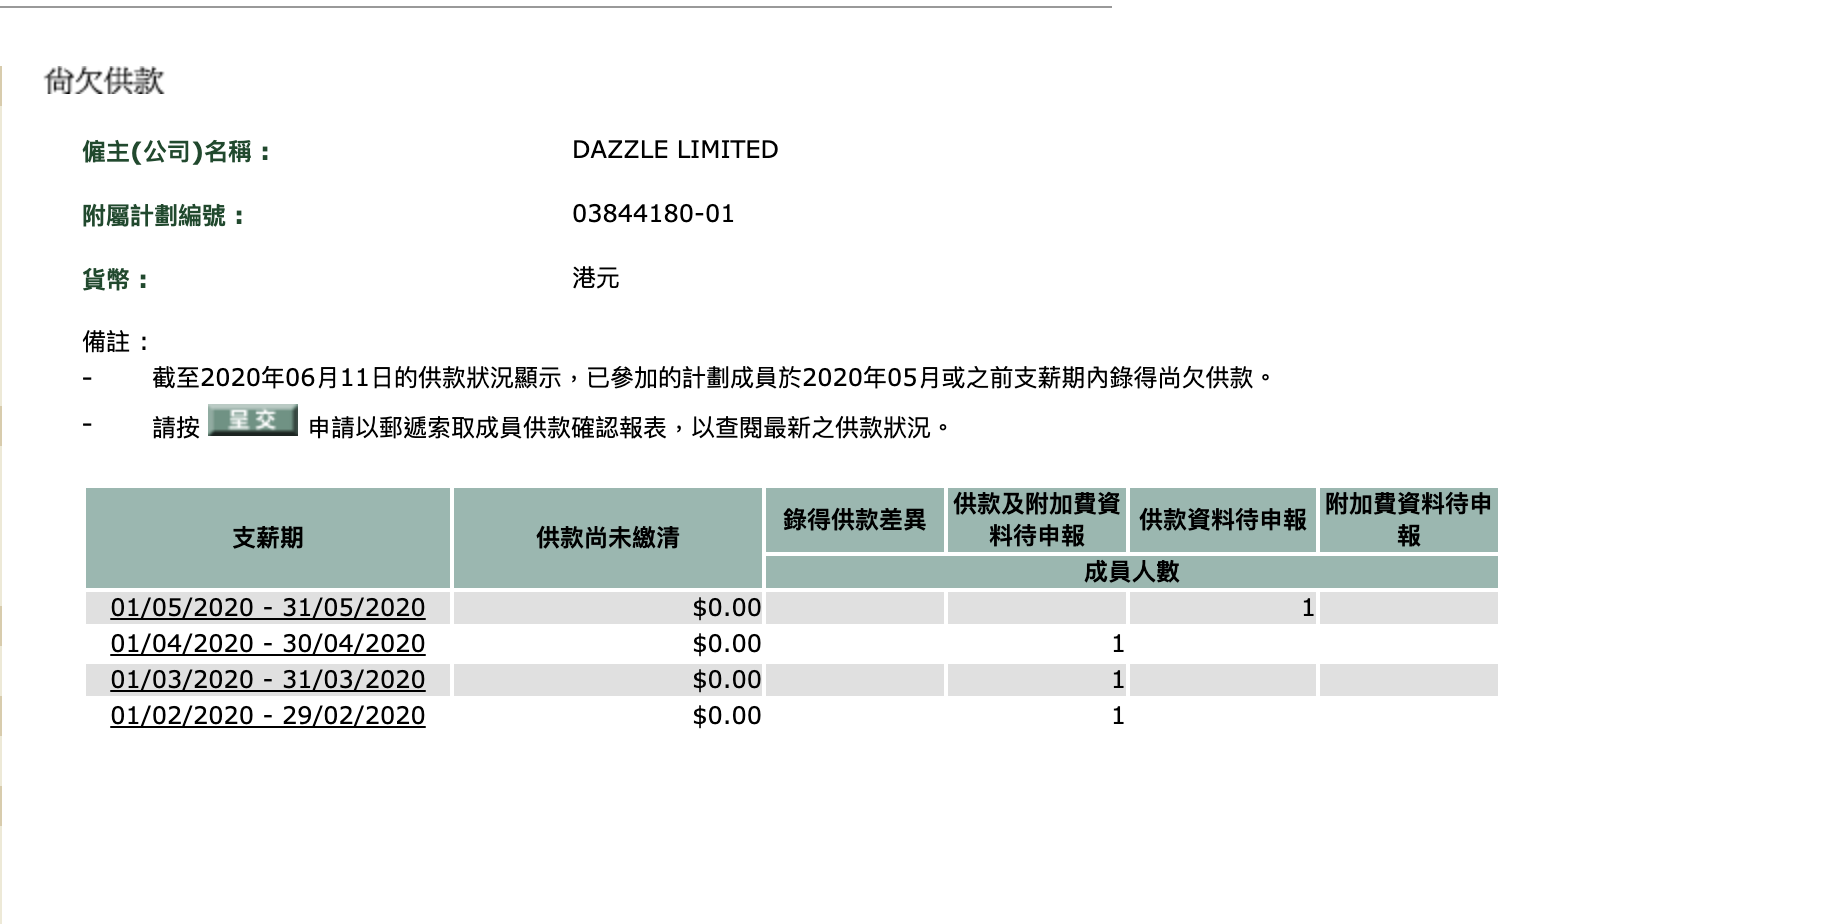 尚欠供款
僱主(公司)名稱： DAZZLE LIMITED
附屬計劃編號： 03844180-01
貨幣： 港元
備註：
- 截至2020年06月11日的供款狀況顯示，已參加的計劃成員於2020年05月或之前支薪期內錄得尚欠供款。
- 請按 呈交 申請以郵遞索取成員供款確認報表，以查閱最新之供款狀況。
支薪期 供款尚未繳清 錄得供款差異 供款及附加費資料待申報 供款資料待申報 附加費資料待申報
成員人數
01/05/2020 - 31/05/2020 $0.00 1
01/04/2020 - 30/04/2020 $0.00 1
01/03/2020 - 31/03/2020 $0.00 1
01/02/2020 - 29/02/2020 $0.00 1